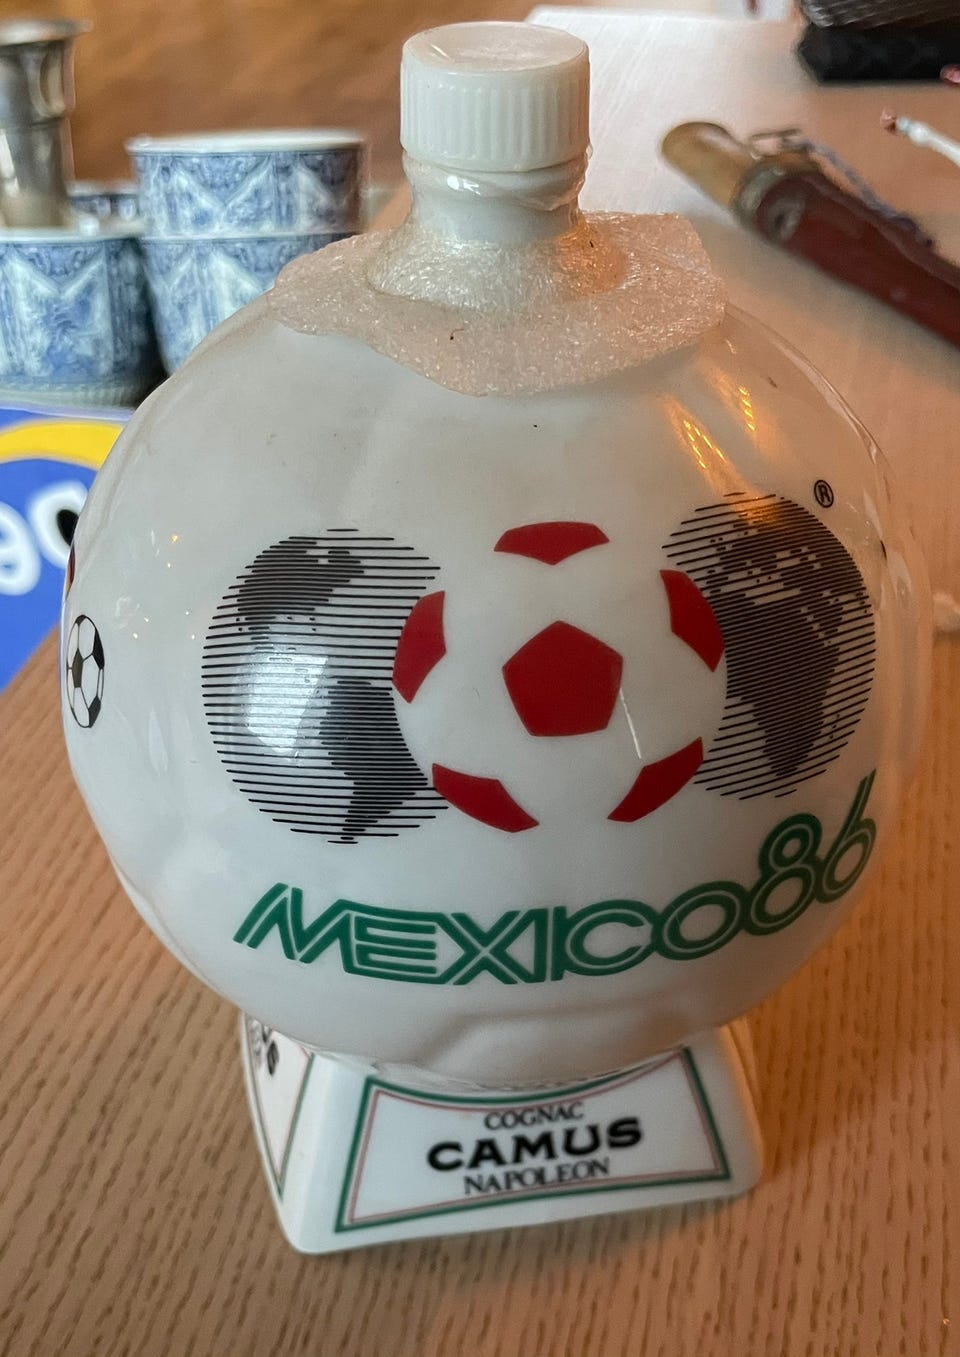 ®
MEXICO86
COGNAC
CAMUS
NAPOLEON